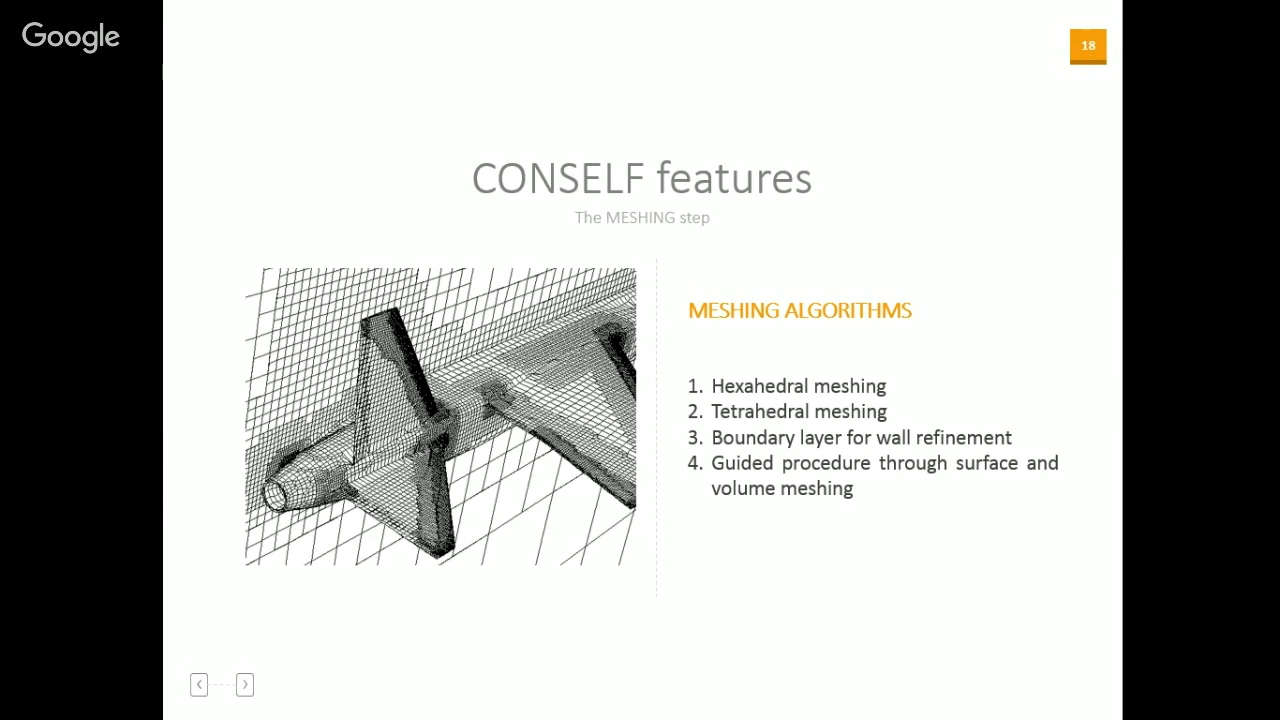 Google
18
CONSELF features
The MESHING step
MESHING ALGORITHMS
1. Hexahedral meshing
2. Tetrahedral meshing
3. Boundary layer for wall refinement
4. Guided procedure through surface and
volume meshing